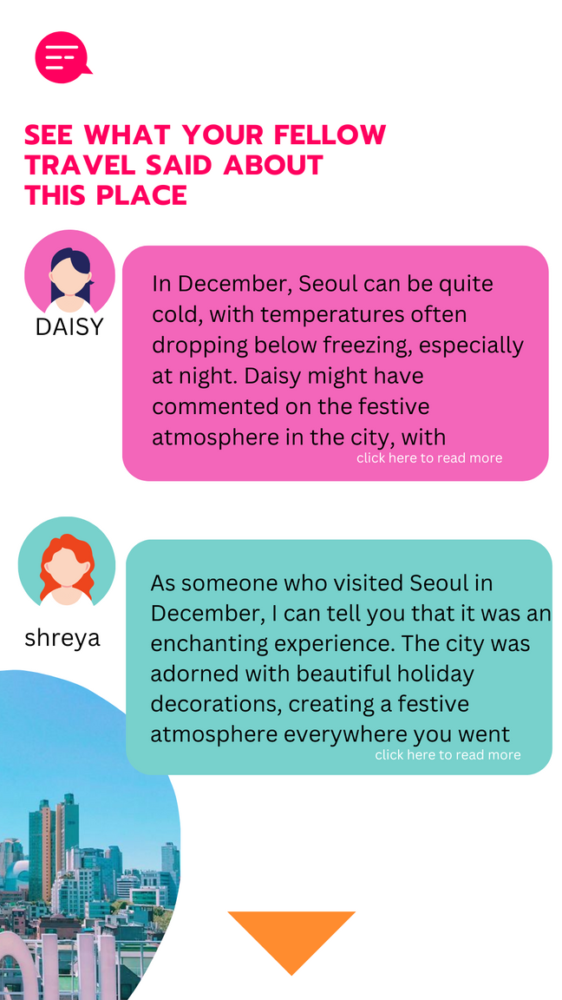 SEE WHAT YOUR FELLOW
TRAVEL SAID ABOUT
THIS PLACE
DAISY
In December, Seoul can be quite
cold, with temperatures often
dropping below freezing, especially
at night. Daisy might have
commented on the festive
atmosphere in the city, with
click here to read more
shreya
As someone who visited Seoul in
December, I can tell you that it was an
enchanting experience. The city was
adorned with beautiful holiday
decorations, creating a festive
atmosphere everywhere you went
click here to read more